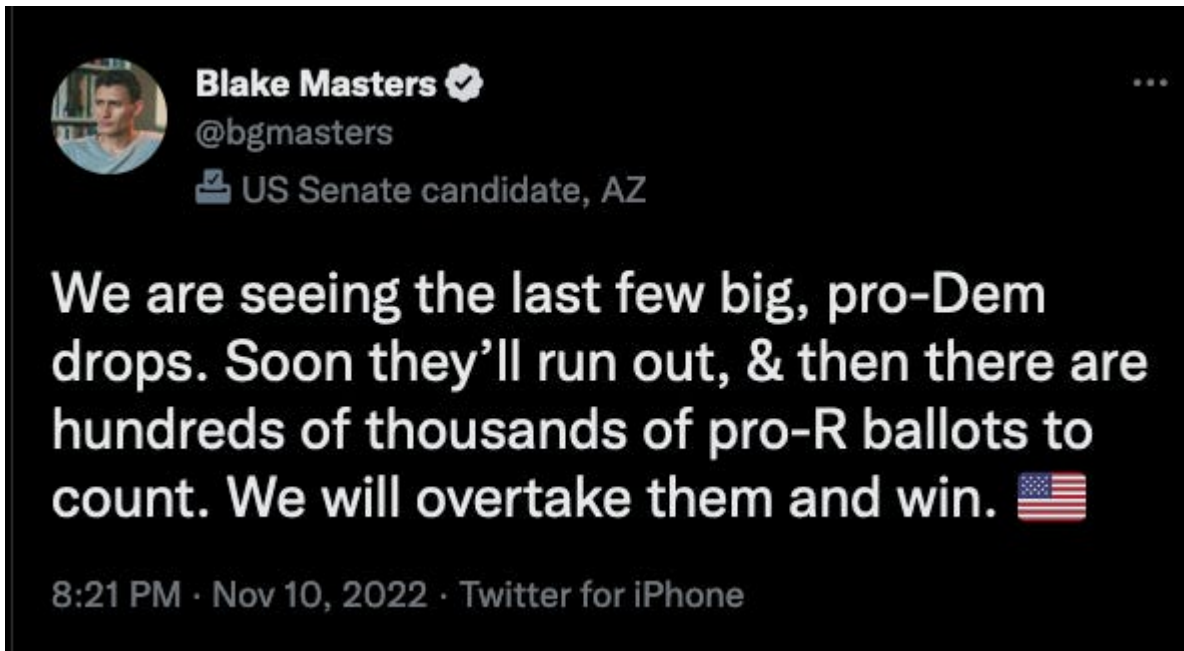 Blake Masters
@bgmasters
US Senate candidate, AZ
We are seeing the last few big, pro-Dem
drops. Soon they’ll run out, & then there are
hundreds of thousands of pro-R ballots to
count. We will overtake them and win. 🇺🇸
8:21 PM · Nov 10, 2022 · Twitter for iPhone